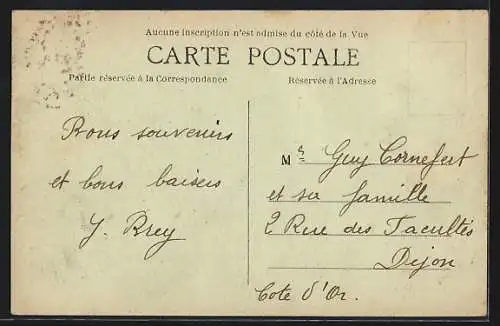 Aucune inscription n'est admise du côté de la Vue
CARTE POSTALE
Partie réservée à la Correspondance
Réservée à l'Adresse
Bons souvenirs
et bons baisers
Y. Brey
Mr Guy Cornefert
et sa famille
2 Rue des Facultés
Dijon
Cote d'Or.